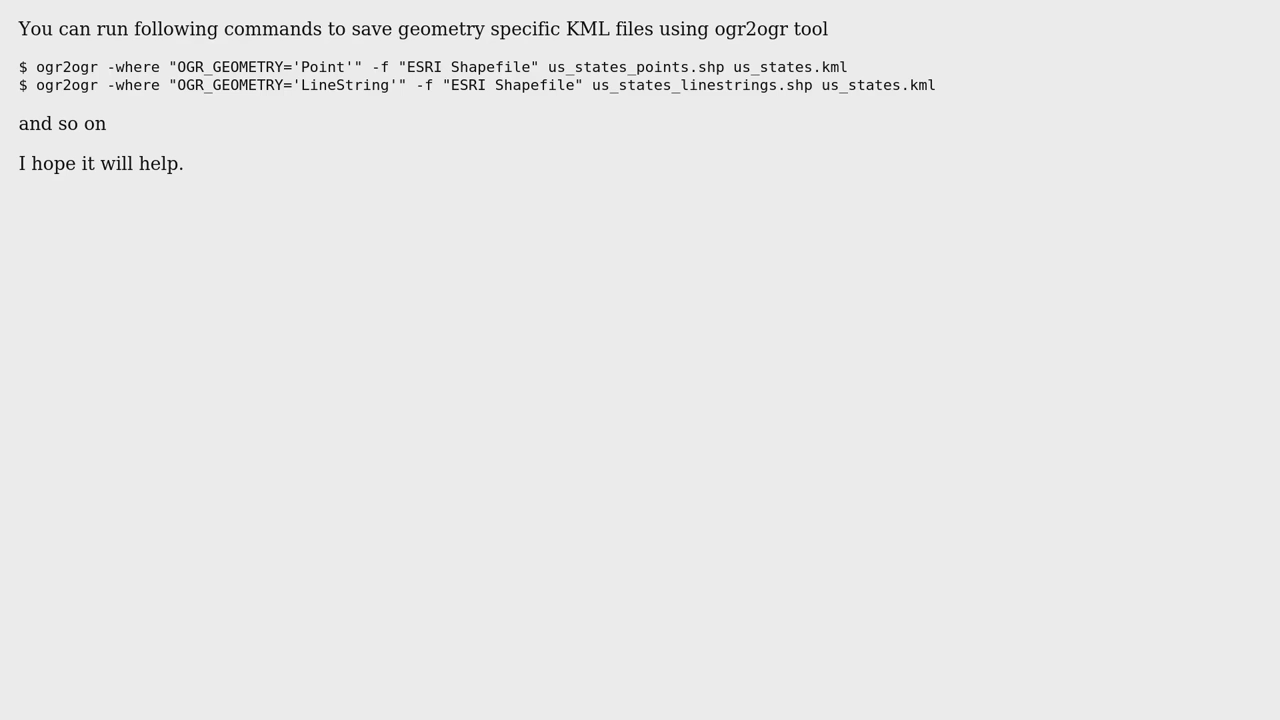 You can run following commands to save geometry specific KML files using ogr2ogr tool
$ ogr2ogr -where "OGR_GEOMETRY='Point'" -f "ESRI Shapefile" us_states_points.shp us_states.kml
$ ogr2ogr -where "OGR_GEOMETRY='LineString'" -f "ESRI Shapefile" us_states_linestrings.shp us_states.kml
and so on
I hope it will help.